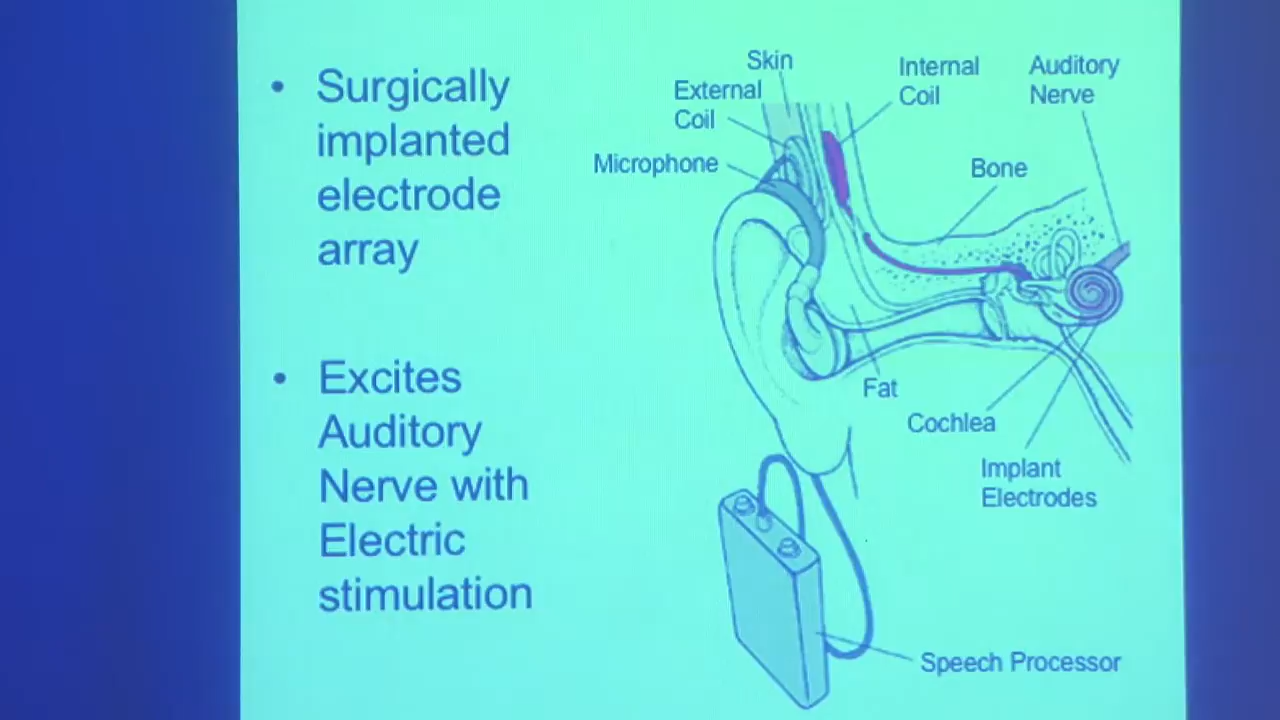 • Surgically
implanted
electrode
array
• Excites
Auditory
Nerve with
Electric
stimulation
Skin
External
Coil
Microphone
Internal
Coil
Auditory
Nerve
Bone
Fat
Cochlea
Implant
Electrodes
Speech Processor